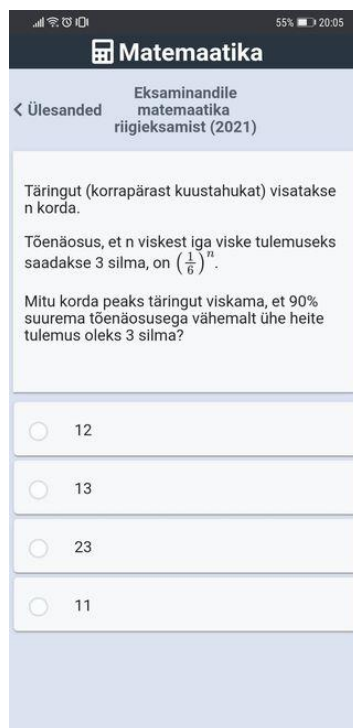 55% 20:05
Matemaatika
Ülesanded
Eksaminandile
matemaatika
riigieksamist (2021)
Täringut (korrapärast kuustahukat) visatakse
n korda.
Tõenäosus, et n viskest iga viske tulemuseks
saadakse 3 silma, on (1/6)^n.
Mitu korda peaks täringut viskama, et 90%
suurema tõenäosusega vähemalt ühe heite
tulemus oleks 3 silma?
12
13
23
11